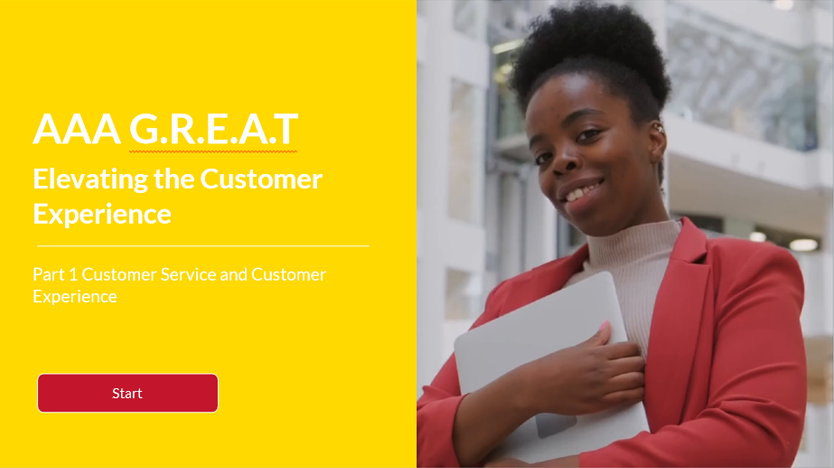 AAA G.R.E.A.T
Elevating the Customer
Experience
Part 1 Customer Service and Customer
Experience
Start